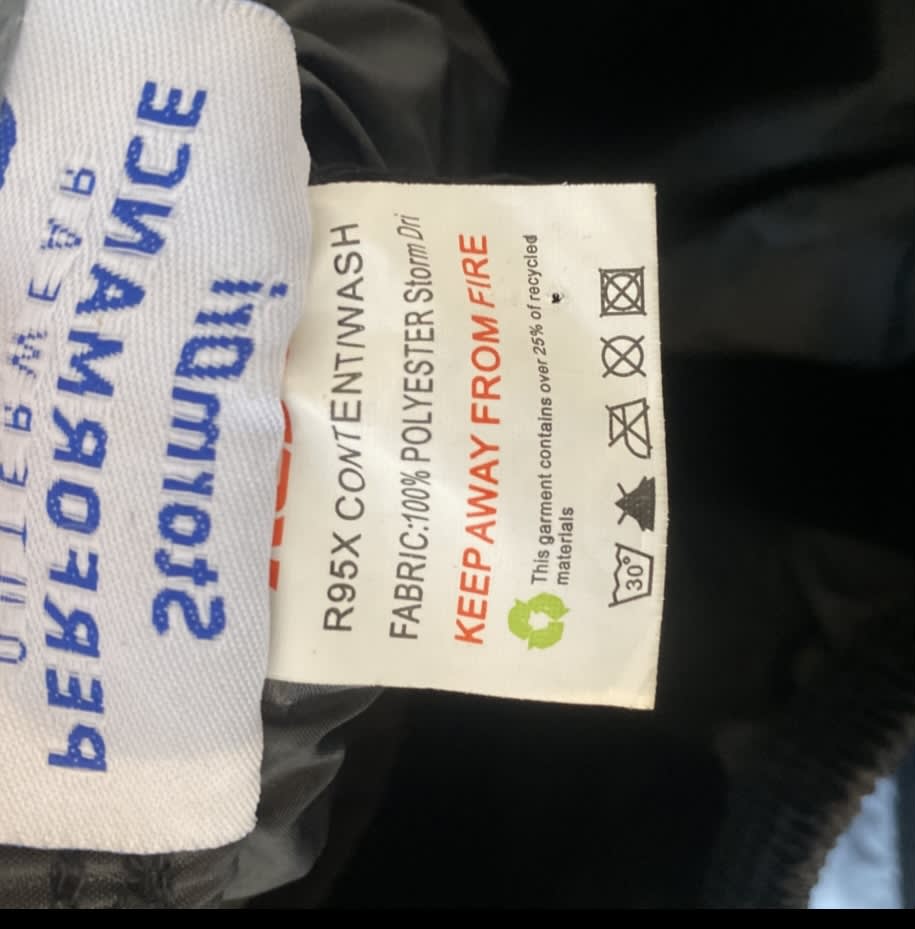 PERFORMANCE
StormDri
R95X CONTENT/WASH
FABRIC:100% POLYESTER Storm Dri
KEEP AWAY FROM FIRE
This garment contains over 25% of recycled
materials
30°